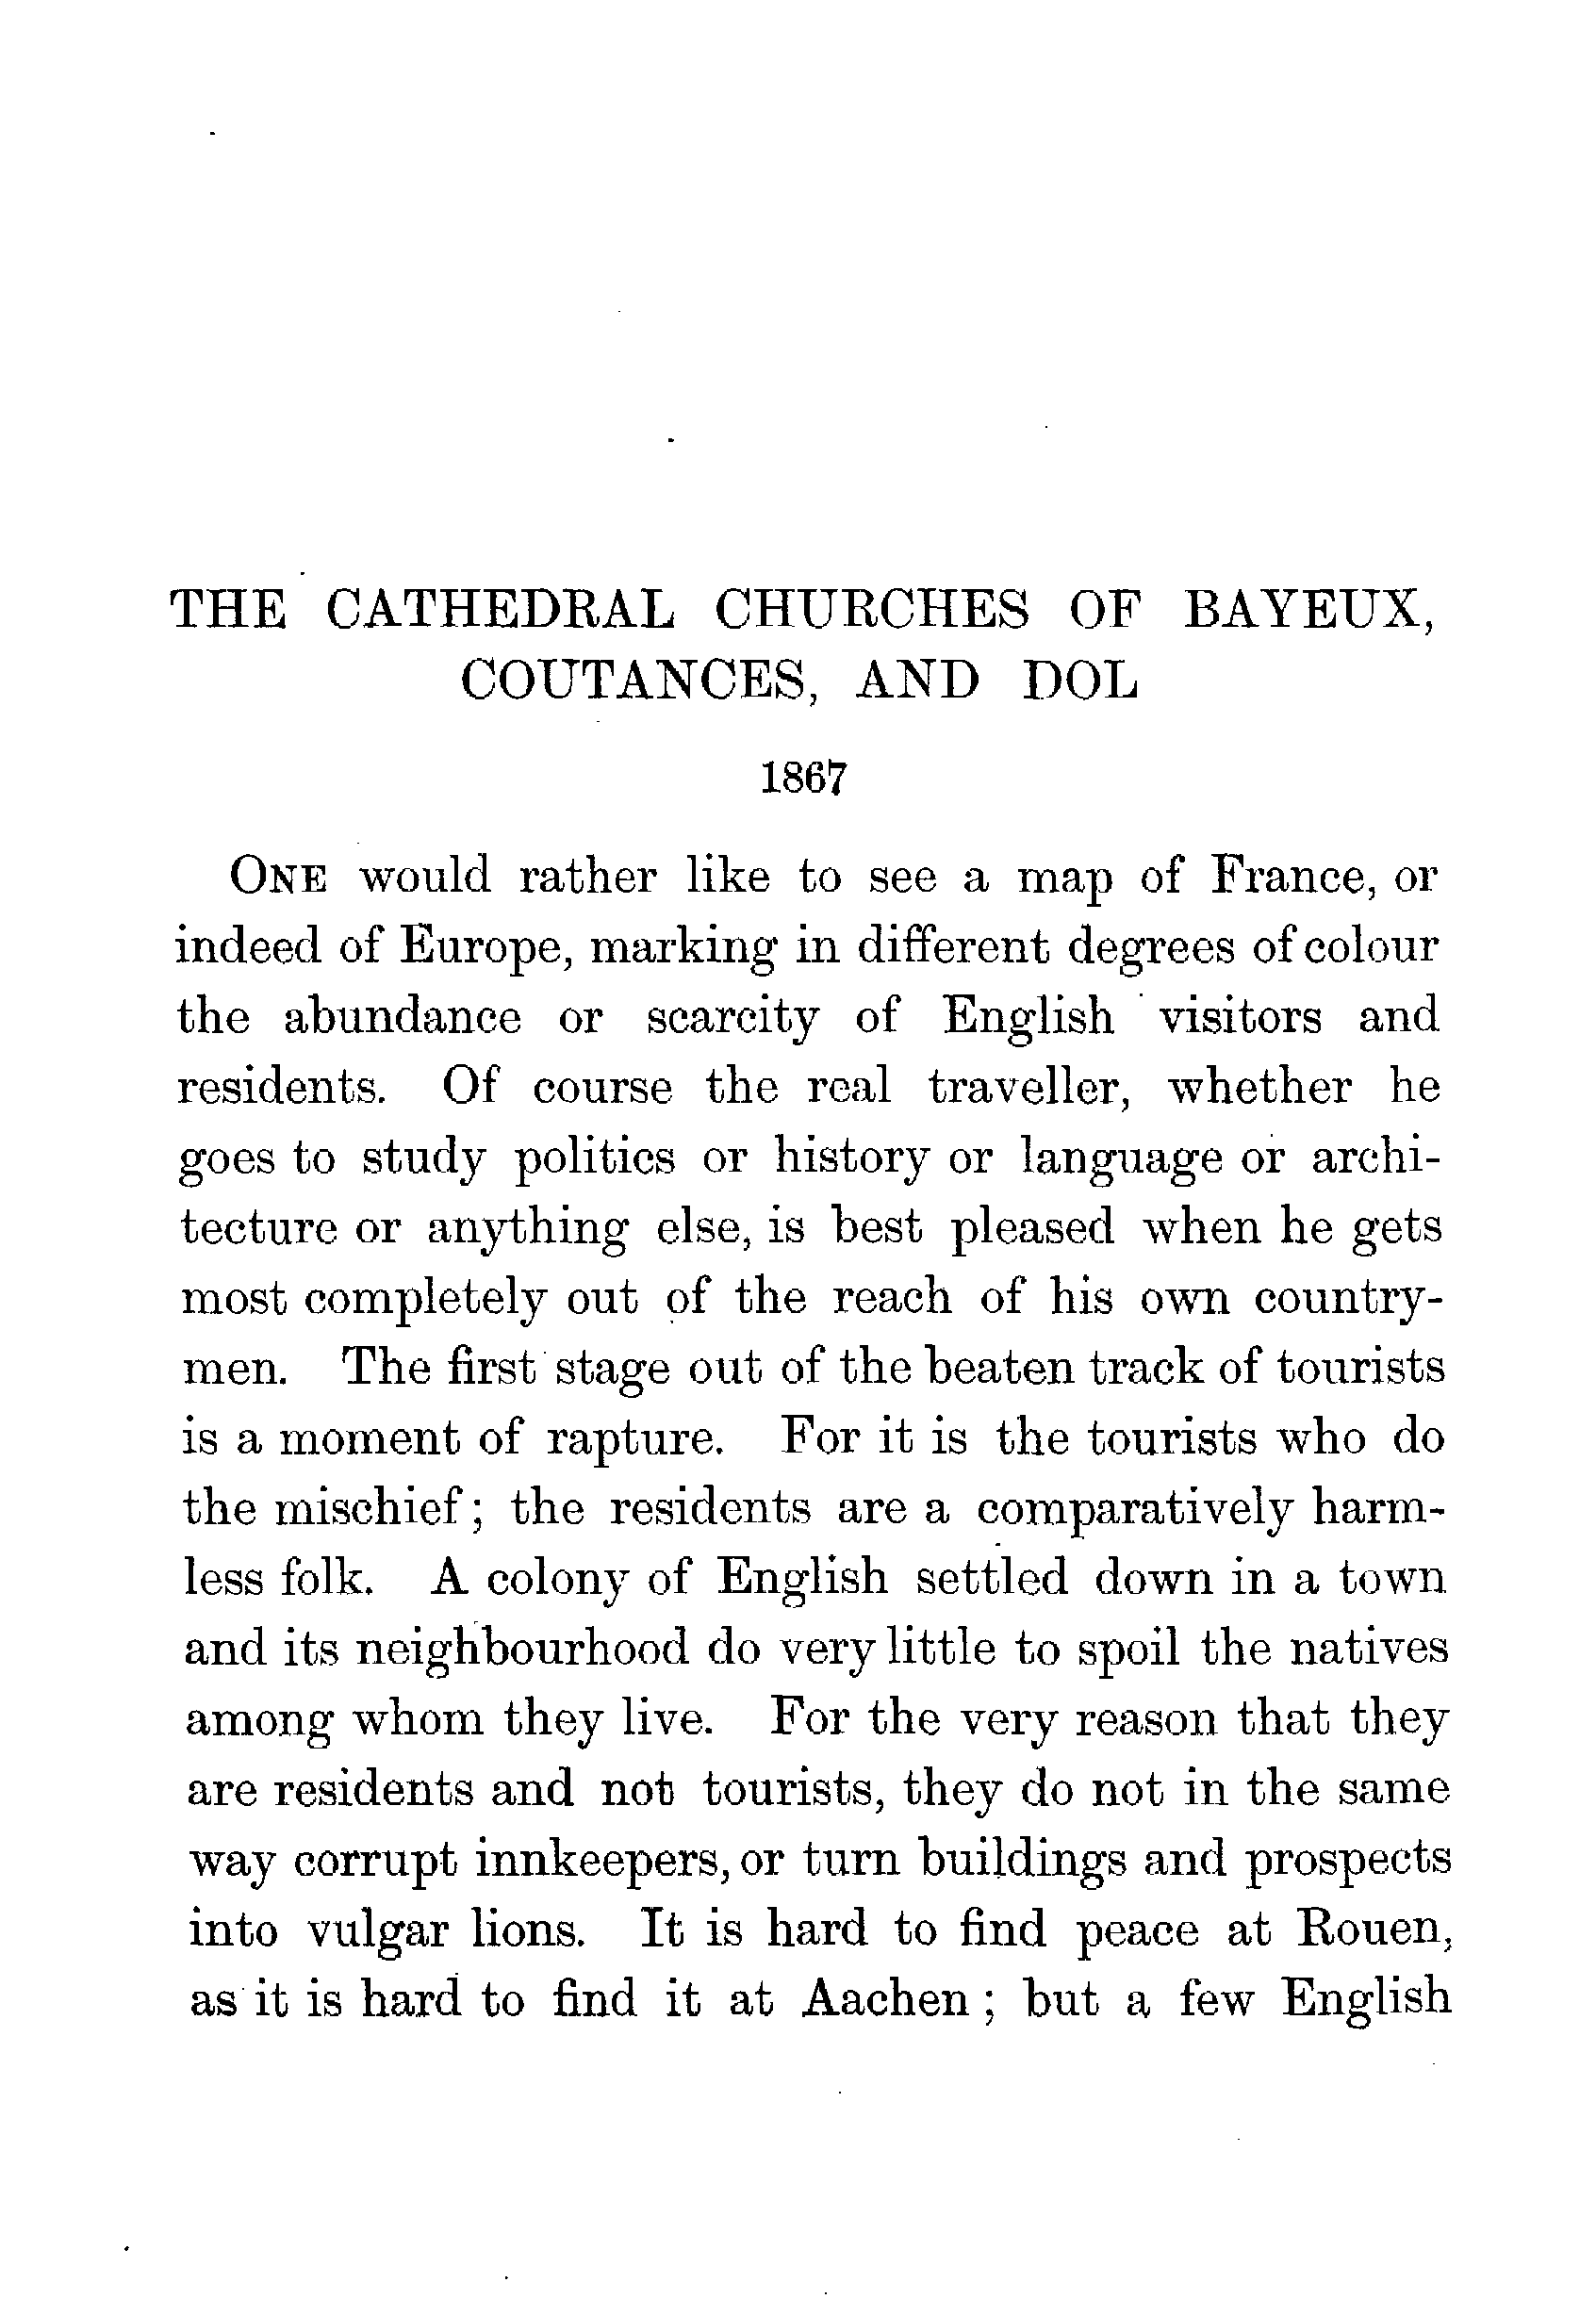 THE CATHEDRAL CHURCHES OF BAYEUX,
COUTANCES, AND DOL
1867
ONE would rather like to see a map of France, or
indeed of Europe, marking in different degrees of colour
the abundance or scarcity of English visitors and
residents. Of course the real traveller, whether he
goes to study politics or history or language or archi-
tecture or anything else, is best pleased when he gets
most completely out of the reach of his own country-
men. The first stage out of the beaten track of tourists
is a moment of rapture. For it is the tourists who do
the mischief; the residents are a comparatively harm-
less folk. A colony of English settled down in a town
and its neighbourhood do very little to spoil the natives
among whom they live. For the very reason that they
are residents and not tourists, they do not in the same
way corrupt innkeepers, or turn buildings and prospects
into vulgar lions. It is hard to find peace at Rouen,
as it is hard to find it at Aachen; but a few English